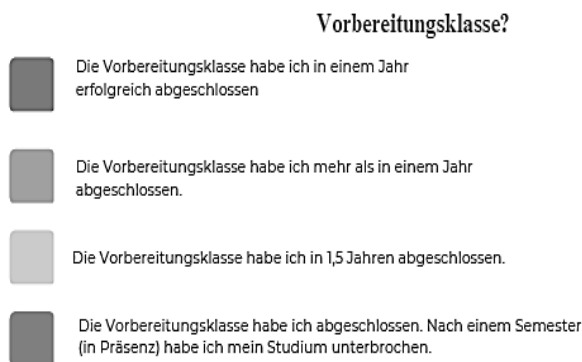 Vorbereitungsklasse?
Die Vorbereitungsklasse habe ich in einem Jahr
erfolgreich abgeschlossen
Die Vorbereitungsklasse habe ich mehr als in einem Jahr
abgeschlossen.
Die Vorbereitungsklasse habe ich in 1,5 Jahren abgeschlossen.
Die Vorbereitungsklasse habe ich abgeschlossen. Nach einem Semester
(in Präsenz) habe ich mein Studium unterbrochen.